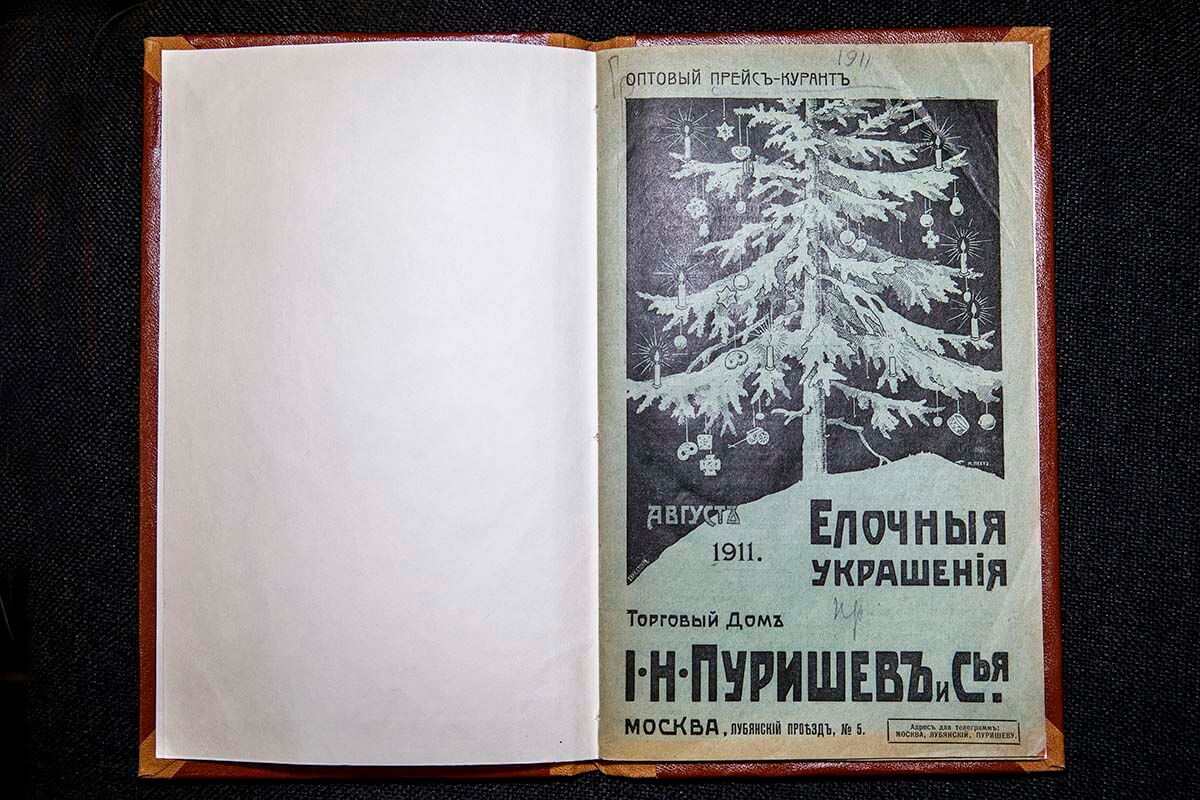 1911
ОПТОВЫЙ ПРЕЙСЪ-КУРАНТЪ
АВГУСТЪ
1911.
ЕЛОЧНЫЯ
УКРАШЕНІЯ
пр.
ТОРГОВЫЙ ДОМЪ
І·Н·ПУРИШЕВЪ и СЬЯ.
МОСКВА, ЛУБЯНСКІЙ ПРОѢЗДЪ, № 5.
Адресъ для телеграммъ:
МОСКВА, ЛУБЯНСКІЙ, ПУРИШЕВУ.